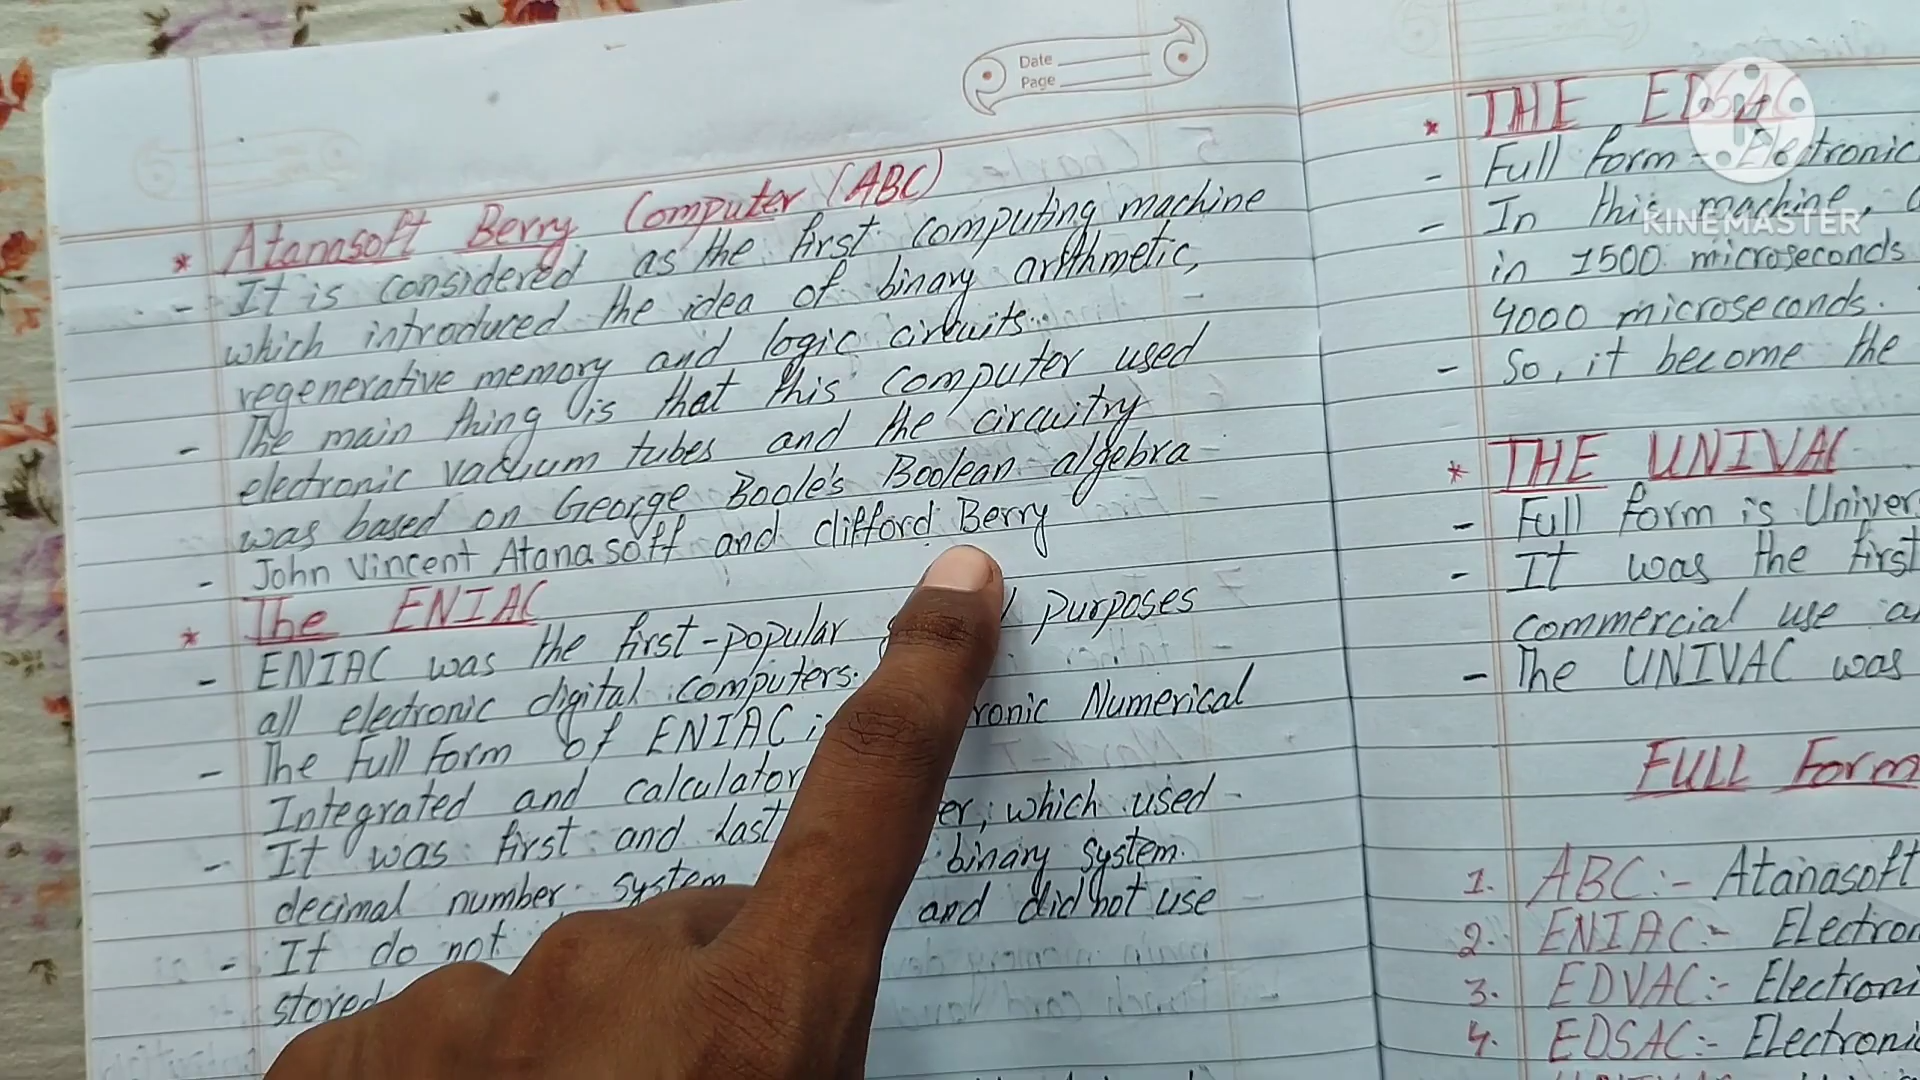 Date
Page
* Atanasoft Berry Computer (ABC)
- It is considered as the first computing machine
which introduced the idea of binary arithmetic,
regenerative memory and logic circuits.
- The main thing is that this computer used
electronic vacuum tubes and the circuitry
was based on George Boole's Boolean algebra
- John Vincent Atanasoff and Clifford Berry
* The ENIAC
- ENIAC was the first-popular purposes
all electronic digital computers.
- The Full Form of ENIAC Numerical
Integrated and calculator
- It was first and last which used
decimal number system binary system.
- It do not and did not use
stored
* THE EDSAC
- Full form - Electronic
- In this machine,
in 1500 microseconds
4000 microseconds.
- So, it become the
* THE UNIVAC
- Full form is
- It was the first
commercial use
- The UNIVAC was
FULL Form
1. ABC:- Atanasoft
2. ENIAC:-
3. EDVAC:-
4. EDSAC:-
KINEMASTER